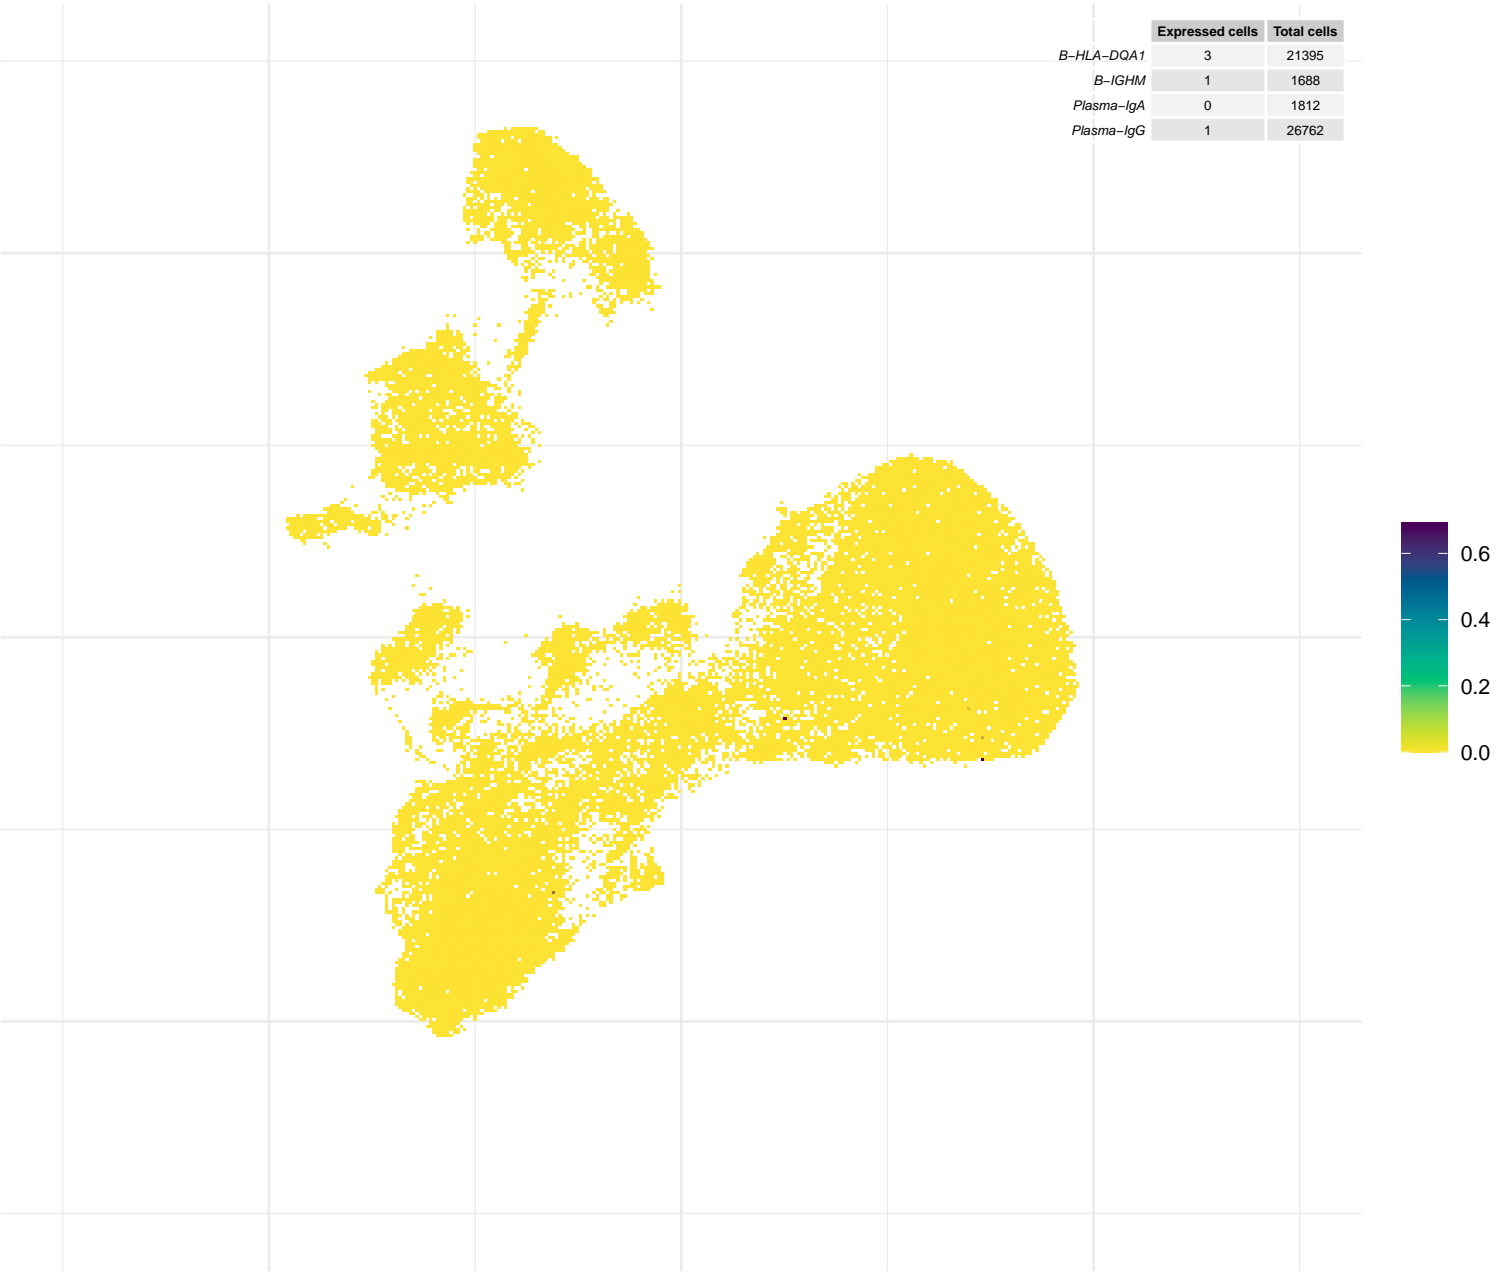 Expressed cells Total cells
B−HLA−DQA1 3 21395
B−IGHM 1 1688
Plasma−IgA 0 1812
Plasma−IgG 1 26762
0.6
0.4
0.2
0.0